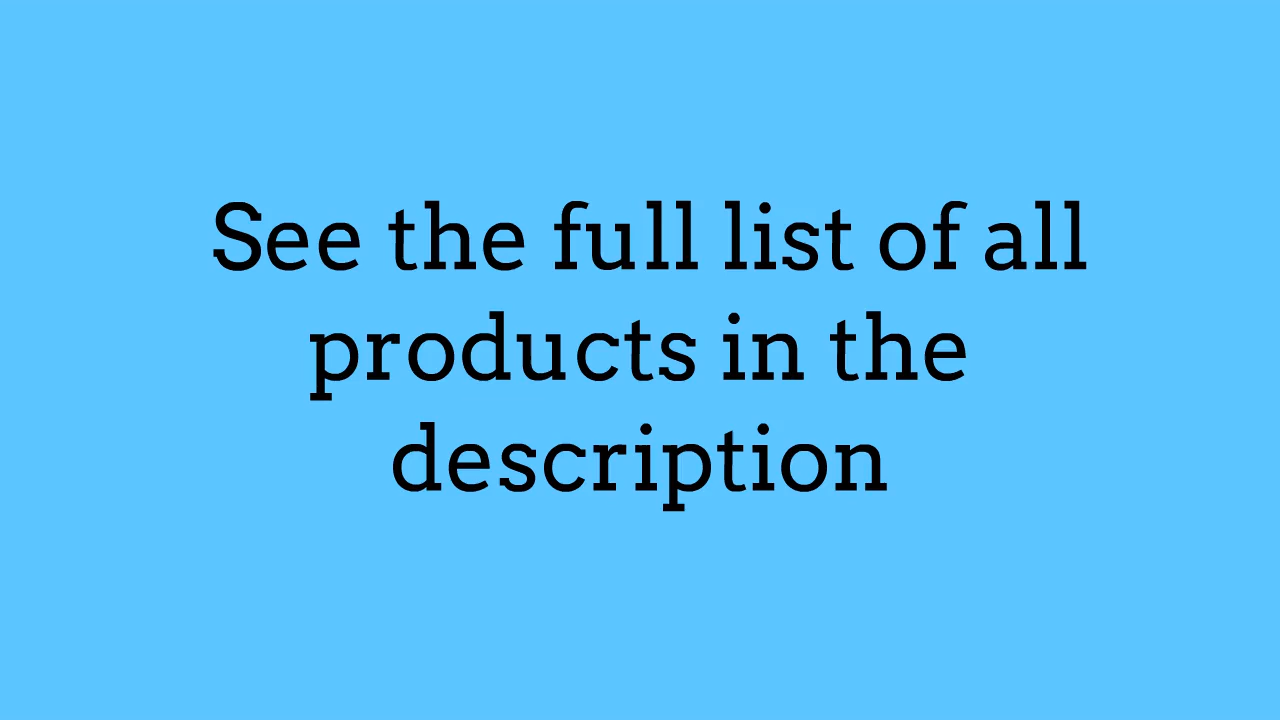 See the full list of all
products in the
description